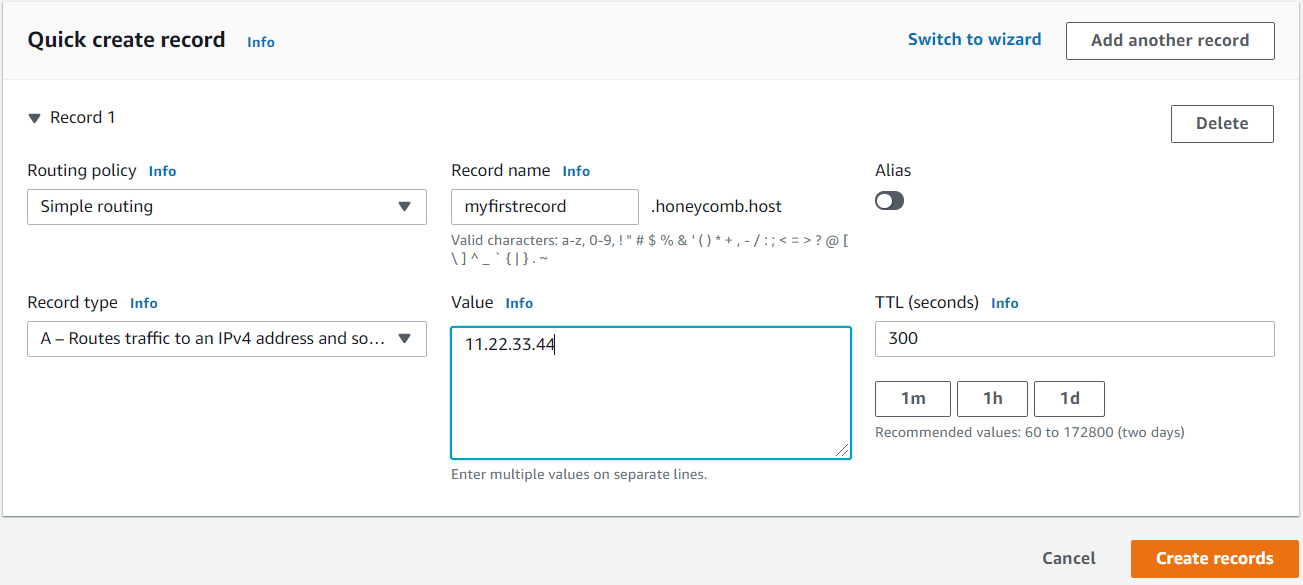 Quick create record Info Switch to wizard Add another record
Record 1 Delete
Routing policy Info
Simple routing
Record name Info
myfirstrecord .honeycomb.host
Valid characters: a-z, 0-9, ! " # $ % & ' ( ) * + , - / : ; < = > ? @ [
\ ] ^ _ ` { | } . ~
Alias
Record type Info
A – Routes traffic to an IPv4 address and so...
Value Info
11.22.33.44
Enter multiple values on separate lines.
TTL (seconds) Info
300
1m 1h 1d
Recommended values: 60 to 172800 (two days)
Cancel Create records